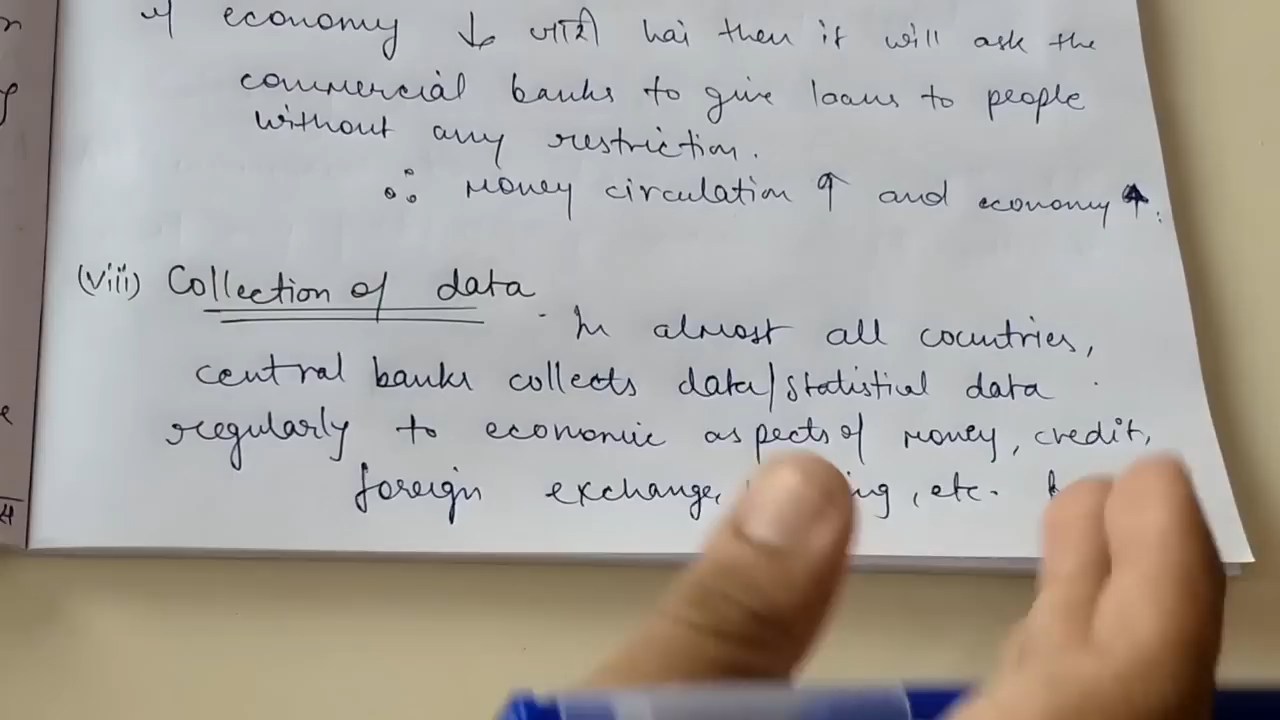 If economy ↓ जाती hai then it will ask the
commercial banks to give loans to people
without any restriction.
∴ Money circulation ↑ and economy ↑.
(viii) Collection of data
In almost all countries,
central banks collects data/statistial data
regularly to economic aspects of money, credit,
foreign exchange, etc.